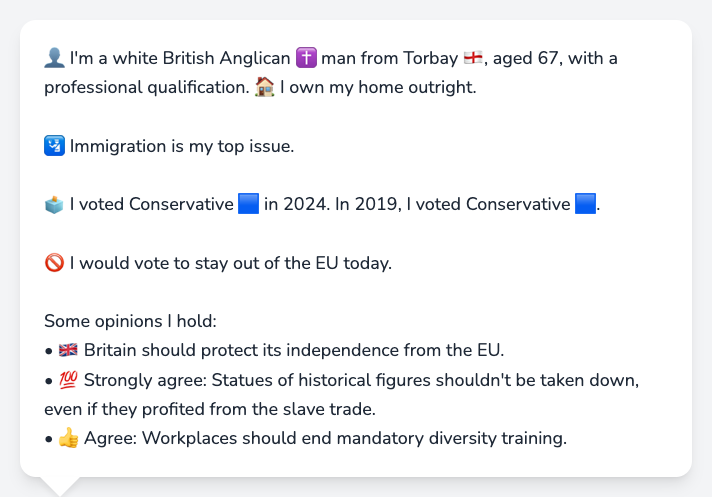 👤 I'm a white British Anglican ✝️ man from Torbay 🏴󠁧󠁢󠁥󠁮󠁧󠁿, aged 67, with a
professional qualification. 🏠 I own my home outright.
🛂 Immigration is my top issue.
🗳️ I voted Conservative 🟦 in 2024. In 2019, I voted Conservative 🟦.
🚫 I would vote to stay out of the EU today.
Some opinions I hold:
• 🇬🇧 Britain should protect its independence from the EU.
• 💯 Strongly agree: Statues of historical figures shouldn't be taken down,
even if they profited from the slave trade.
• 👍 Agree: Workplaces should end mandatory diversity training.